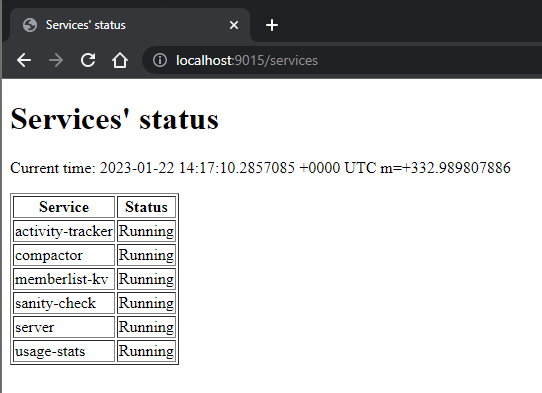 Services' status
localhost:9015/services
Services' status
Current time: 2023-01-22 14:17:10.2857085 +0000 UTC m=+332.989807886
Service Status
activity-tracker Running
compactor Running
memberlist-kv Running
sanity-check Running
server Running
usage-stats Running